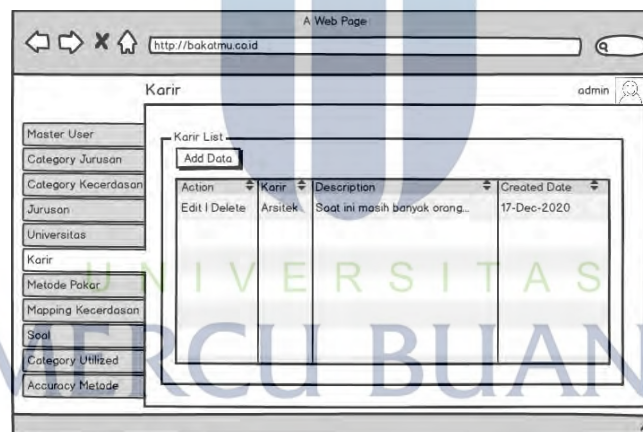 A Web Page
http://bakatmu.co.id
Karir
admin
Master User
Category Jurusan
Category Kecerdasan
Jurusan
Universitas
Karir
Metode Pakar
Mapping Kecerdasan
Soal
Category Utilized
Accuracy Metode
Karir List
Add Data
Action Karir Description Created Date
Edit | Delete Arsitek Saat ini masih banyak orang... 17-Dec-2020
UNIVERSITAS
MERCU BUAN